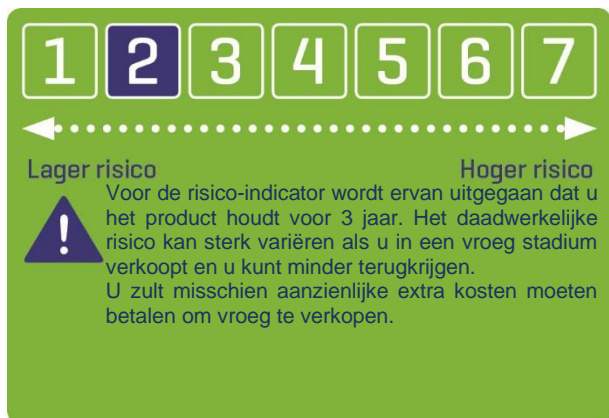 1 2 3 4 5 6 7
Lager risico Hoger risico
Voor de risico-indicator wordt ervan uitgegaan dat u
het product houdt voor 3 jaar. Het daadwerkelijke
risico kan sterk variëren als u in een vroeg stadium
verkoopt en u kunt minder terugkrijgen.
U zult misschien aanzienlijke extra kosten moeten
betalen om vroeg te verkopen.